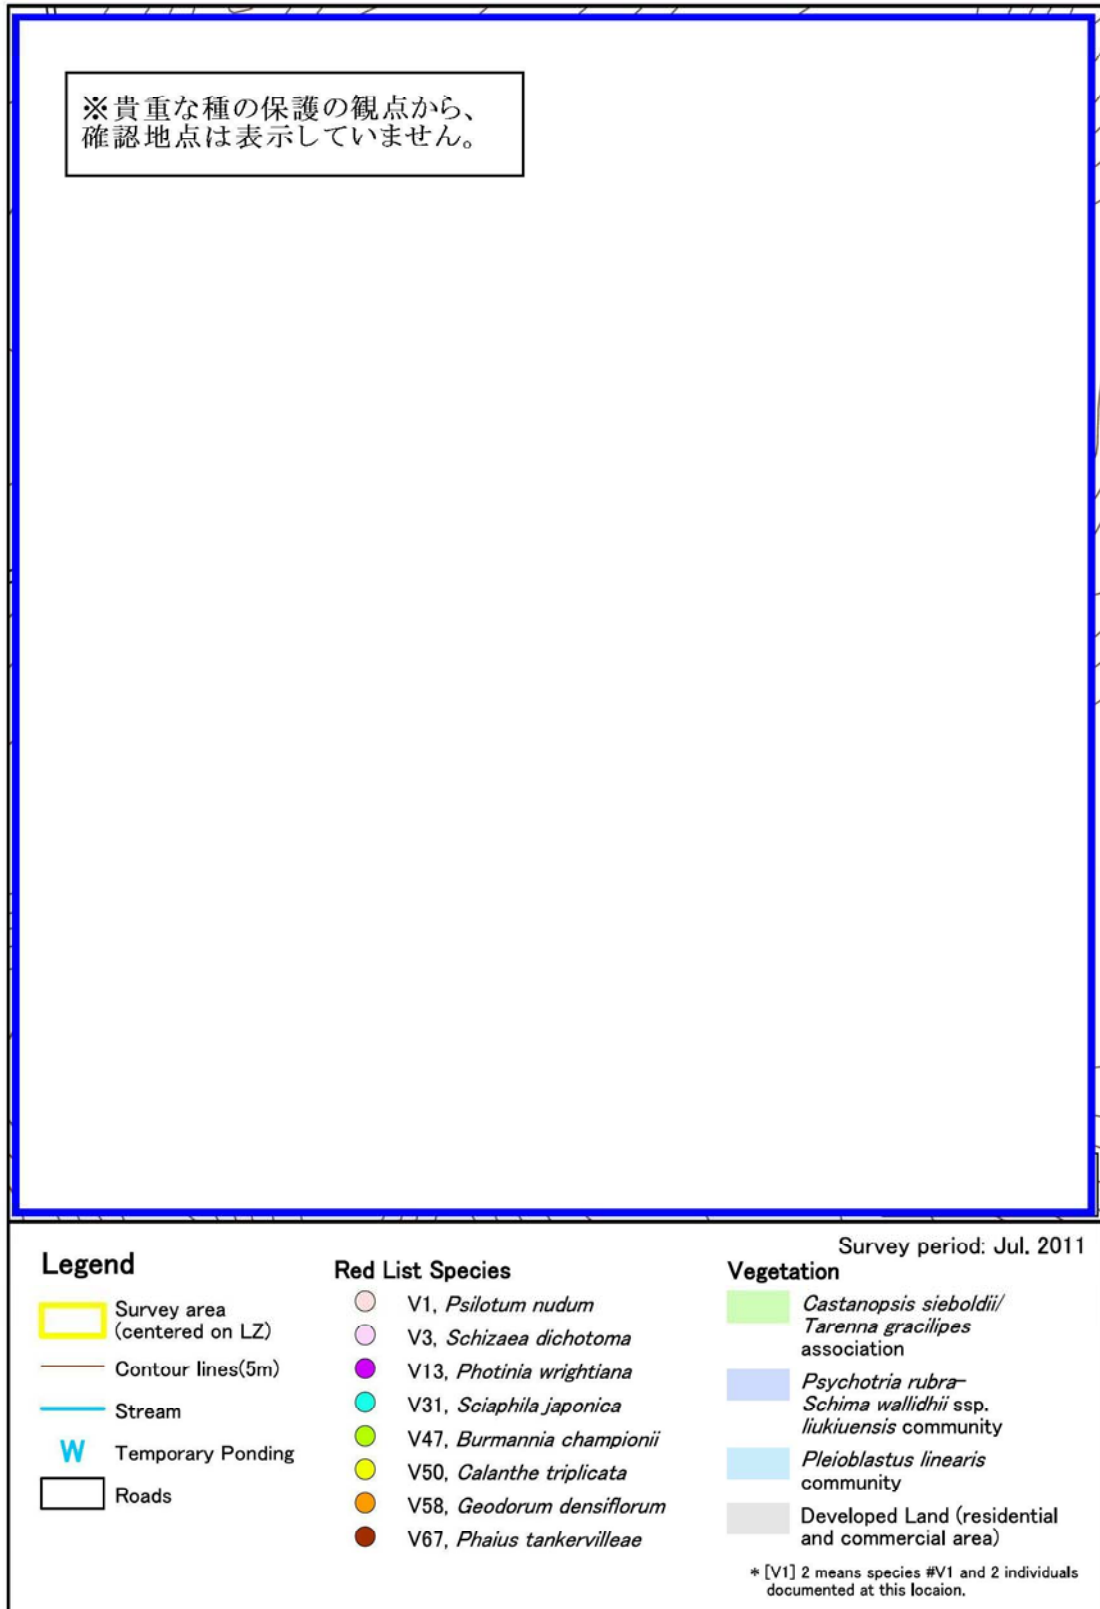 ※貴重な種の保護の観点から、
確認地点は表示していません。
Survey period: Jul. 2011
Legend
Survey area
(centered on LZ)
Contour lines(5m)
Stream
W Temporary Ponding
Roads
Red List Species
V1, Psilotum nudum
V3, Schizaea dichotoma
V13, Photinia wrightiana
V31, Sciaphila japonica
V47, Burmannia championii
V50, Calanthe triplicata
V58, Geodorum densiflorum
V67, Phaius tankervilleae
Vegetation
Castanopsis sieboldii/
Tarenna gracilipes
association
Psychotria rubra-
Schima wallidhii ssp.
liukiuensis community
Pleioblastus linearis
community
Developed Land (residential
and commercial area)
* [V1] 2 means species #V1 and 2 individuals
documented at this locaion.